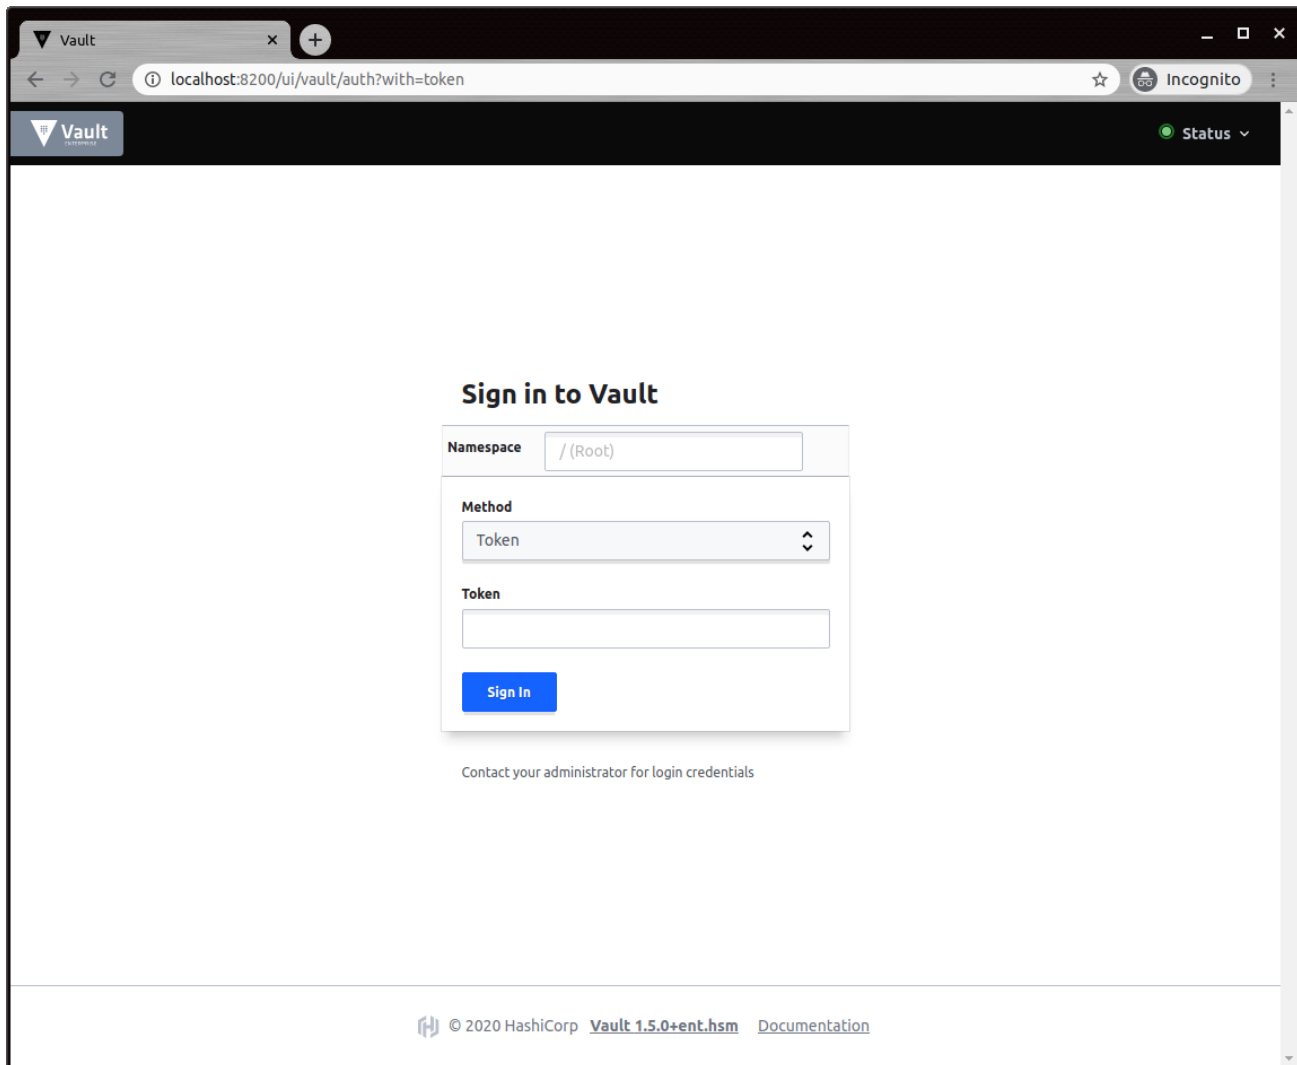 Vault
localhost:8200/ui/vault/auth?with=token
Incognito
Vault
ENTERPRISE
Status
Sign in to Vault
Namespace
/ (Root)
Method
Token
Token
Sign In
Contact your administrator for login credentials
© 2020 HashiCorp Vault 1.5.0+ent.hsm Documentation